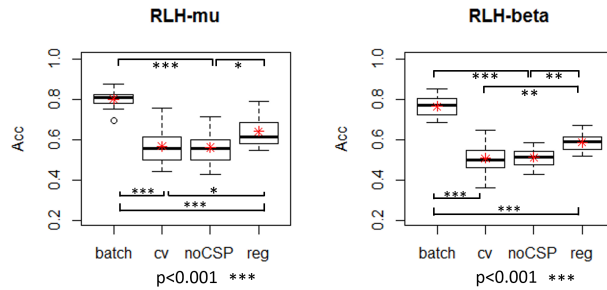 RLH-mu
Acc
1.0
0.8
0.6
0.4
0.2
*** *
*** *
***
batch cv noCSP reg
p<0.001 ***
RLH-beta
Acc
1.0
0.8
0.6
0.4
0.2
*** **
**
***
***
batch cv noCSP reg
p<0.001 ***